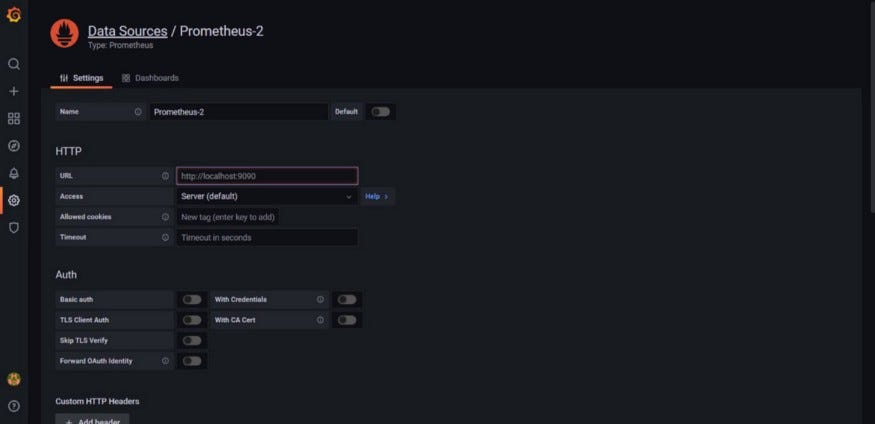 Data Sources / Prometheus-2
Type: Prometheus
Settings
Dashboards
Name
Prometheus-2
Default
HTTP
URL
http://localhost:9090
Access
Server (default)
Help >
Allowed cookies
New tag (enter key to add)
Timeout
Timeout in seconds
Auth
Basic auth
With Credentials
TLS Client Auth
With CA Cert
Skip TLS Verify
Forward OAuth Identity
Custom HTTP Headers
+ Add header